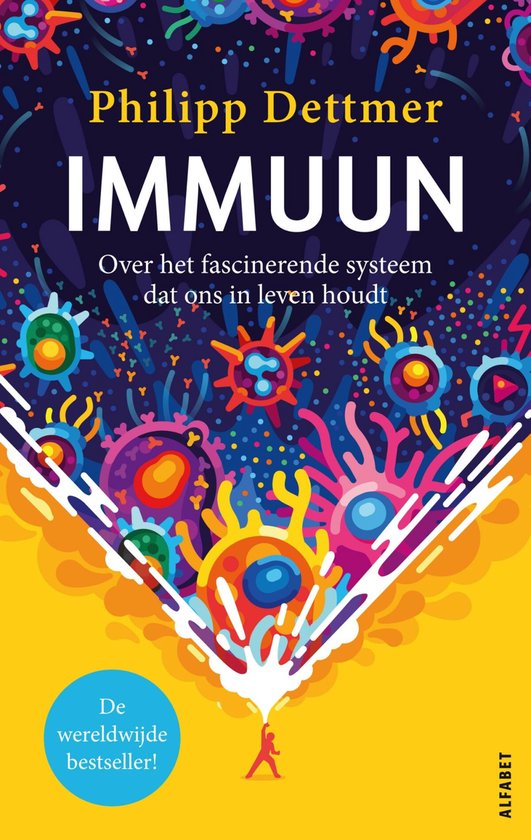 Philipp Dettmer
IMMUUN
Over het fascinerende systeem
dat ons in leven houdt
De
wereldwijde
bestseller!
ALFABET